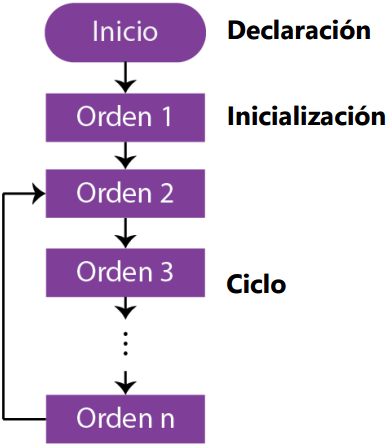 Inicio Declaración
Orden 1 Inicialización
Orden 2
Orden 3 Ciclo
Orden n